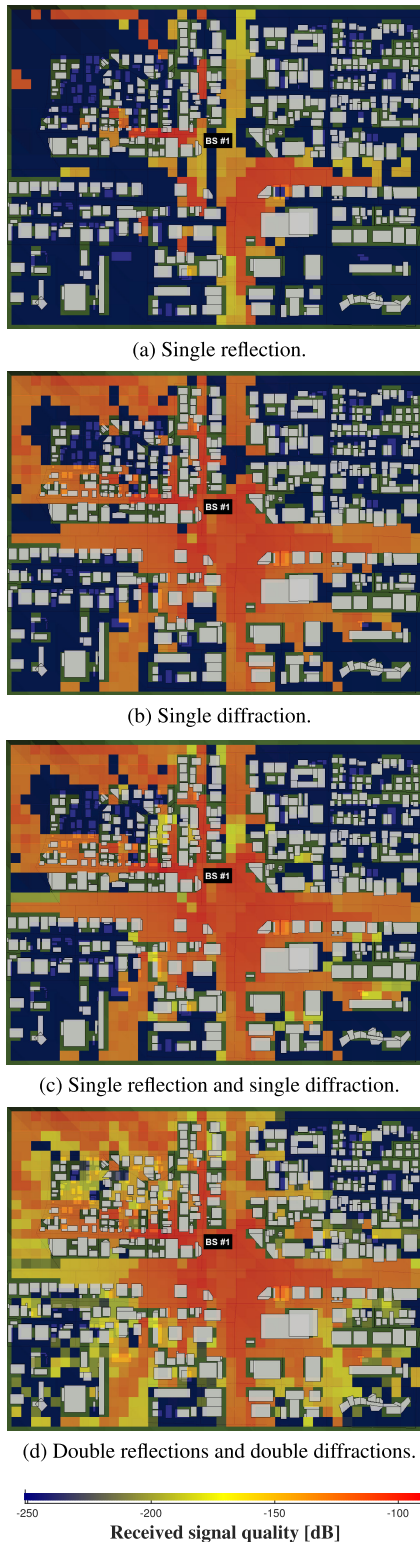 BS #1
(a) Single reflection.
BS #1
(b) Single diffraction.
BS #1
(c) Single reflection and single diffraction.
BS #1
(d) Double reflections and double diffractions.
-250 -200 -150 -100
Received signal quality [dB]